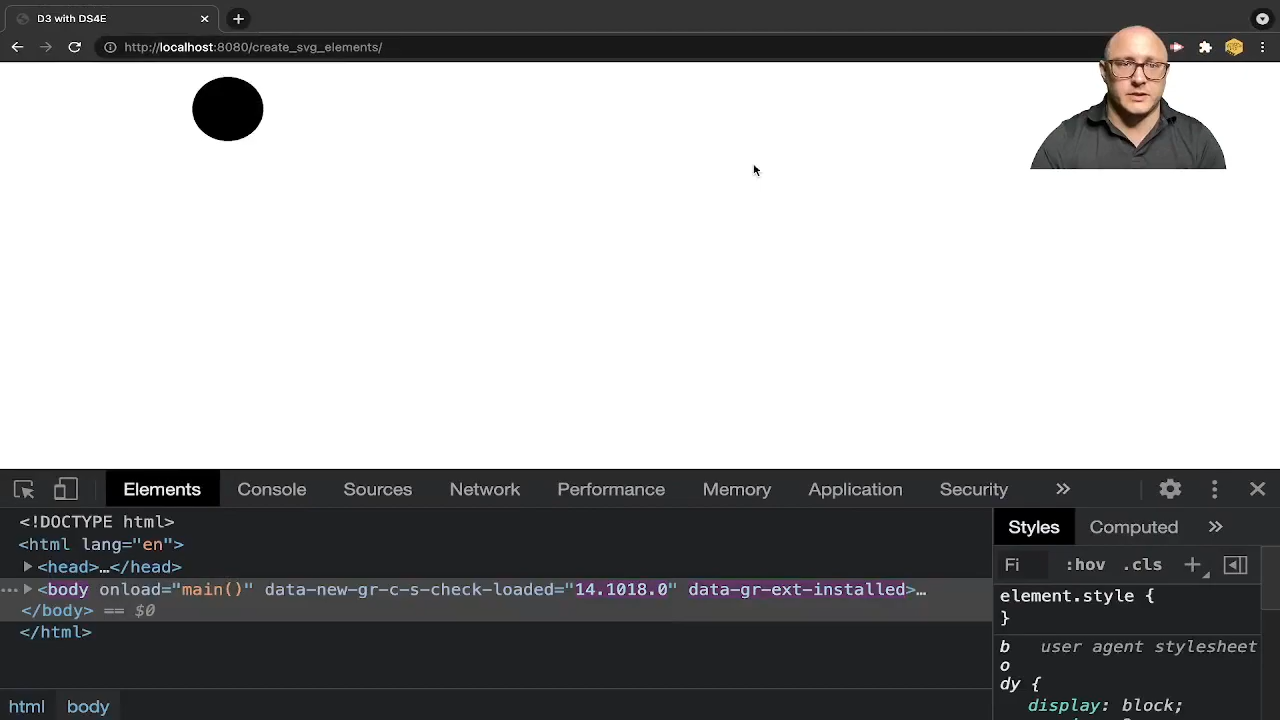 D3 with DS4E
http://localhost:8080/create_svg_elements/
Elements Console Sources Network Performance Memory Application Security
<!DOCTYPE html>
<html lang="en">
<head>…</head>
<body onload="main()" data-new-gr-c-s-check-loaded="14.1018.0" data-gr-ext-installed>…
</body> == $0
</html>
html body
Styles Computed
Fi :hov .cls
element.style {
}
b user agent stylesheet
o
dy {
display: block;